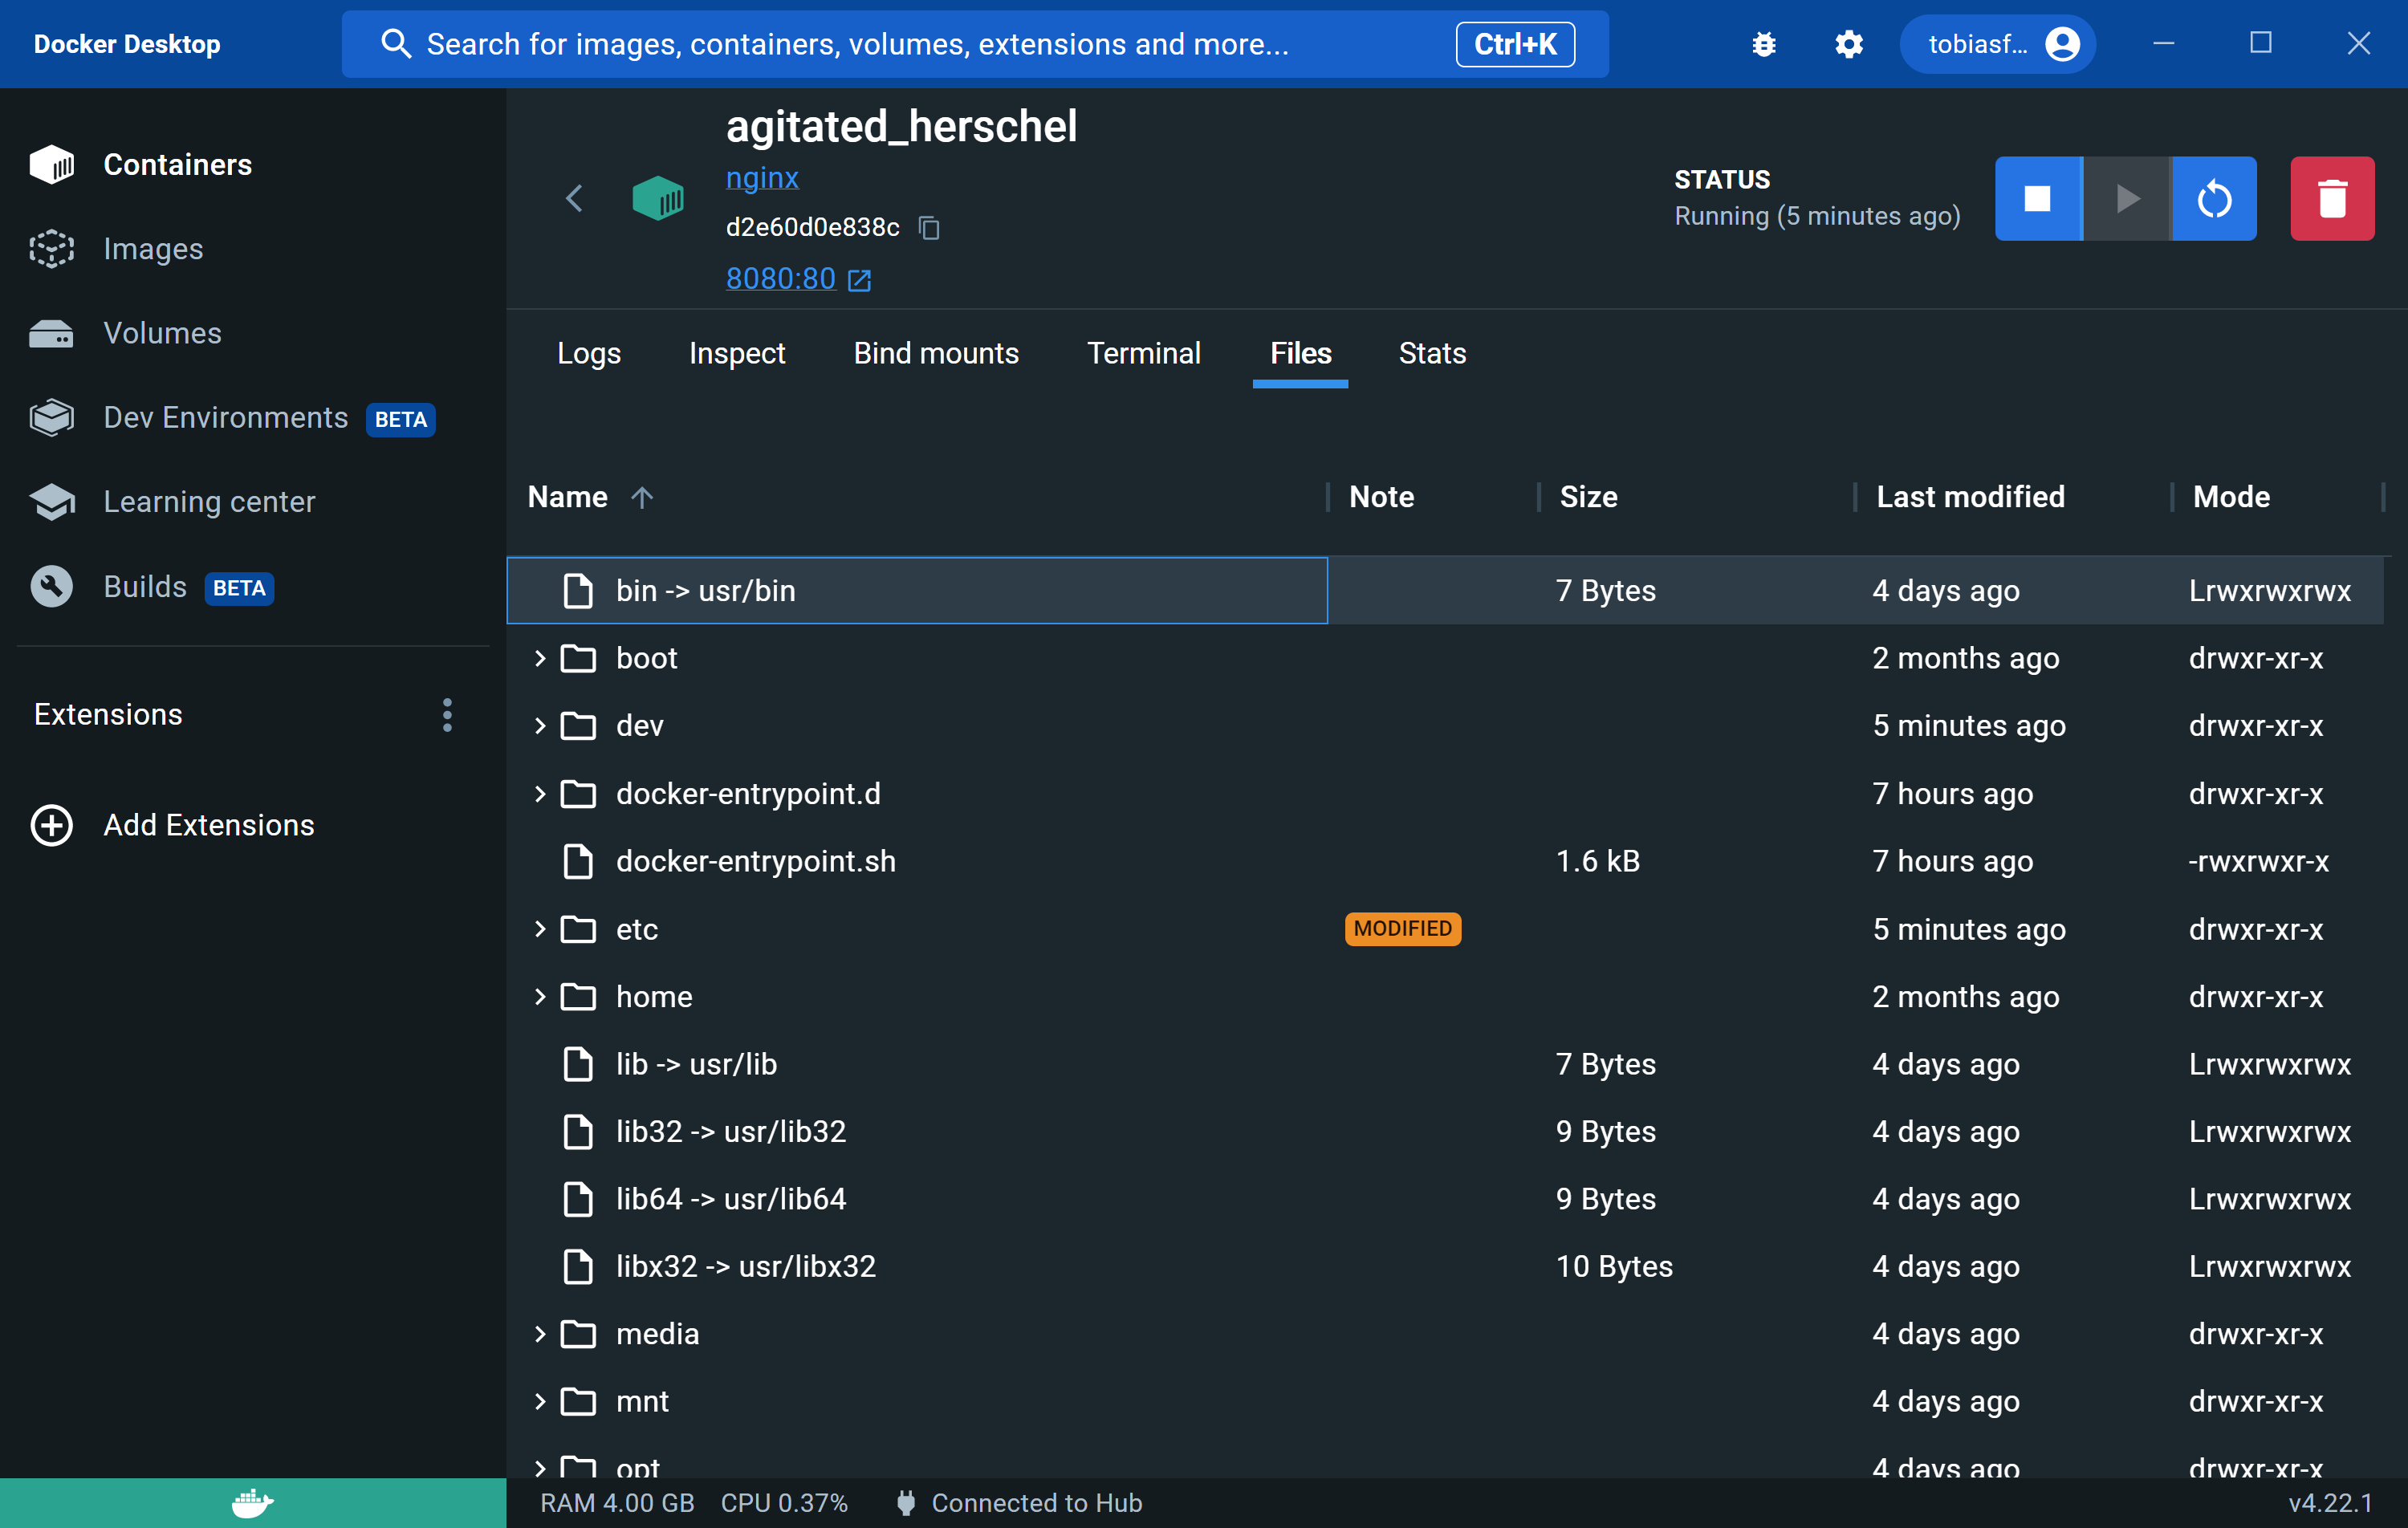 Docker Desktop
Search for images, containers, volumes, extensions and more...
Ctrl+K
tobiasf...
Containers
Images
Volumes
Dev Environments BETA
Learning center
Builds BETA
Extensions
Add Extensions
agitated_herschel
nginx
d2e60d0e838c
8080:80
STATUS
Running (5 minutes ago)
Logs Inspect Bind mounts Terminal Files Stats
Name Note Size Last modified Mode
bin -> usr/bin 7 Bytes 4 days ago Lrwxrwxrwx
boot 2 months ago drwxr-xr-x
dev 5 minutes ago drwxr-xr-x
docker-entrypoint.d 7 hours ago drwxr-xr-x
docker-entrypoint.sh 1.6 kB 7 hours ago -rwxrwxr-x
etc MODIFIED 5 minutes ago drwxr-xr-x
home 2 months ago drwxr-xr-x
lib -> usr/lib 7 Bytes 4 days ago Lrwxrwxrwx
lib32 -> usr/lib32 9 Bytes 4 days ago Lrwxrwxrwx
lib64 -> usr/lib64 9 Bytes 4 days ago Lrwxrwxrwx
libx32 -> usr/libx32 10 Bytes 4 days ago Lrwxrwxrwx
media 4 days ago drwxr-xr-x
mnt 4 days ago drwxr-xr-x
opt 4 days ago drwxr-xr-x
RAM 4.00 GB CPU 0.37% Connected to Hub
v4.22.1